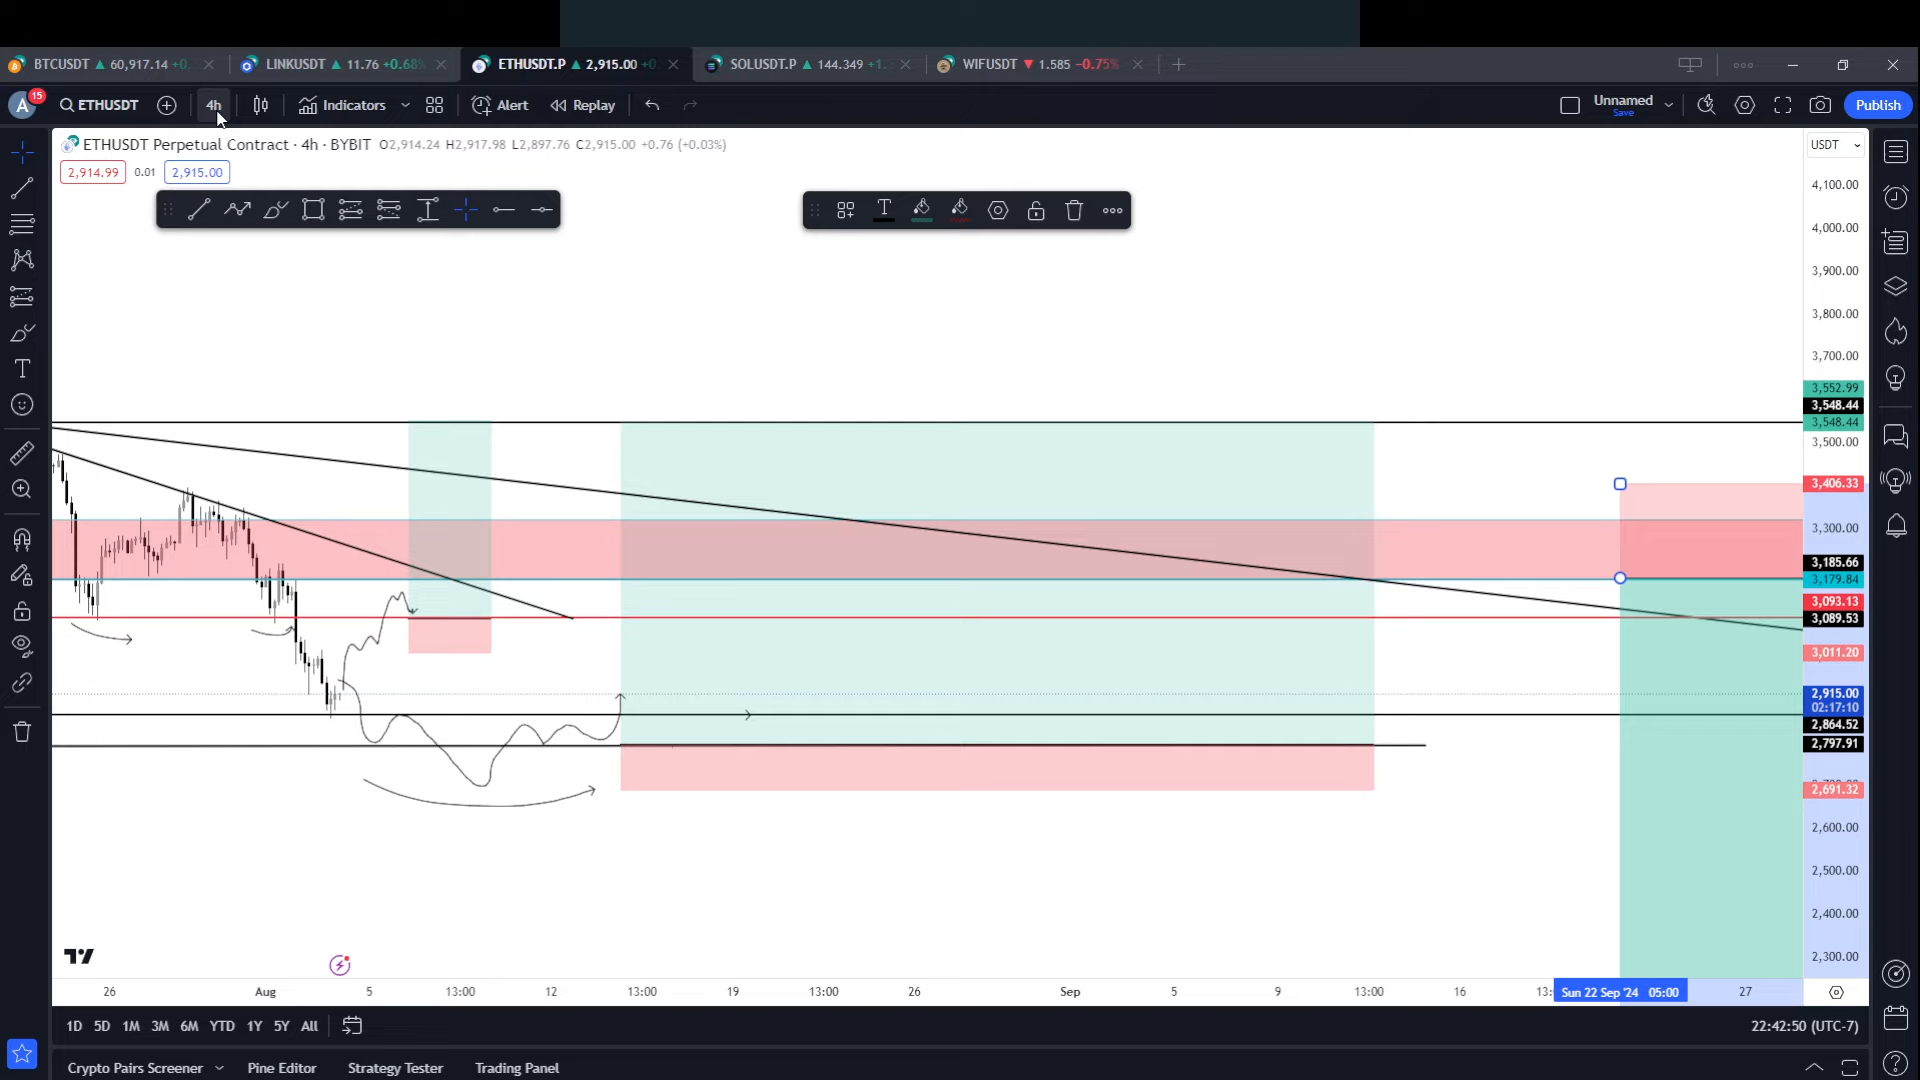 BTCUSDT ▲ 60,917.14 +0.
LINKUSDT ▲ 11.76 +0.68%
ETHUSDT.P ▲ 2,915.00 +0
SOLUSDT.P ▲ 144.349 +1.
WIFUSDT ▼ 1.585 −0.75%
A 15 ETHUSDT 4h Indicators Alert Replay Unnamed Save Publish
ETHUSDT Perpetual Contract · 4h · BYBIT O2,914.24 H2,917.98 L2,897.76 C2,915.00 +0.76 (+0.03%)
USDT
2,914.99 0.01 2,915.00
4,100.00
4,000.00
3,900.00
3,800.00
3,700.00
3,552.99
3,548.44
3,548.44
3,500.00
3,406.33
3,300.00
3,185.66
3,179.84
3,093.13
3,089.53
3,011.20
2,915.00
02:17:10
2,864.52
2,797.91
2,691.32
2,600.00
2,500.00
2,400.00
2,300.00
26 Aug 5 13:00 12 13:00 19 13:00 26 Sep 5 9 13:00 16 13: Sun 22 Sep '24 05:00 27
1D 5D 1M 3M 6M YTD 1Y 5Y All 22:42:50 (UTC-7)
Crypto Pairs Screener Pine Editor Strategy Tester Trading Panel